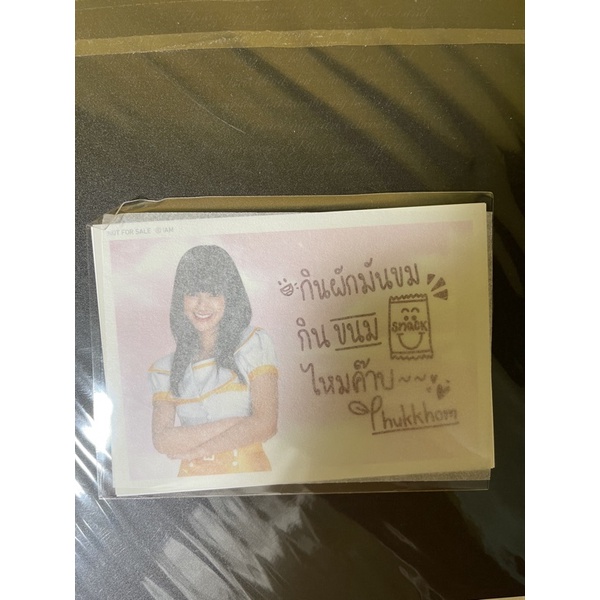 NOT FOR SALE © iAM
กินผักมันขม
กินขนม
snack
ไหมค๊าบ~~
Phukkhom